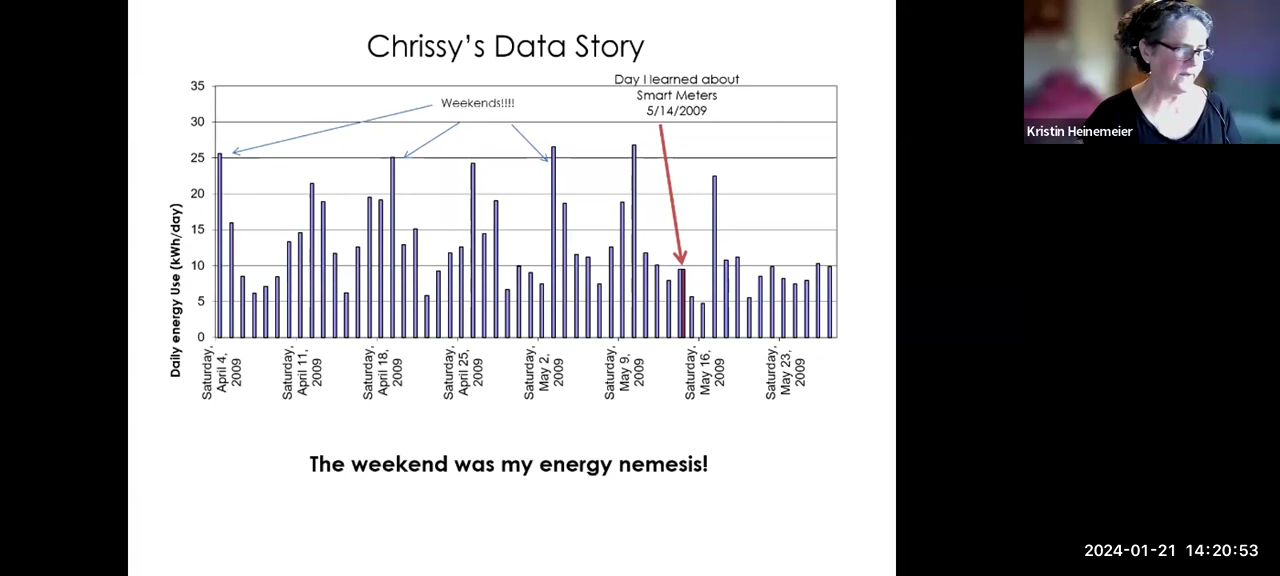 Chrissy's Data Story
Day I learned about
Smart Meters
5/14/2009
Weekends!!!!
Daily energy Use (kWh/day)
35
30
25
20
15
10
5
0
Saturday,
April 4,
2009
Saturday,
April 11,
2009
Saturday,
April 18,
2009
Saturday,
April 25,
2009
Saturday,
May 2,
2009
Saturday,
May 9,
2009
Saturday,
May 16,
2009
Saturday,
May 23,
2009
The weekend was my energy nemesis!
Kristin Heinemeier
2024-01-21 14:20:53